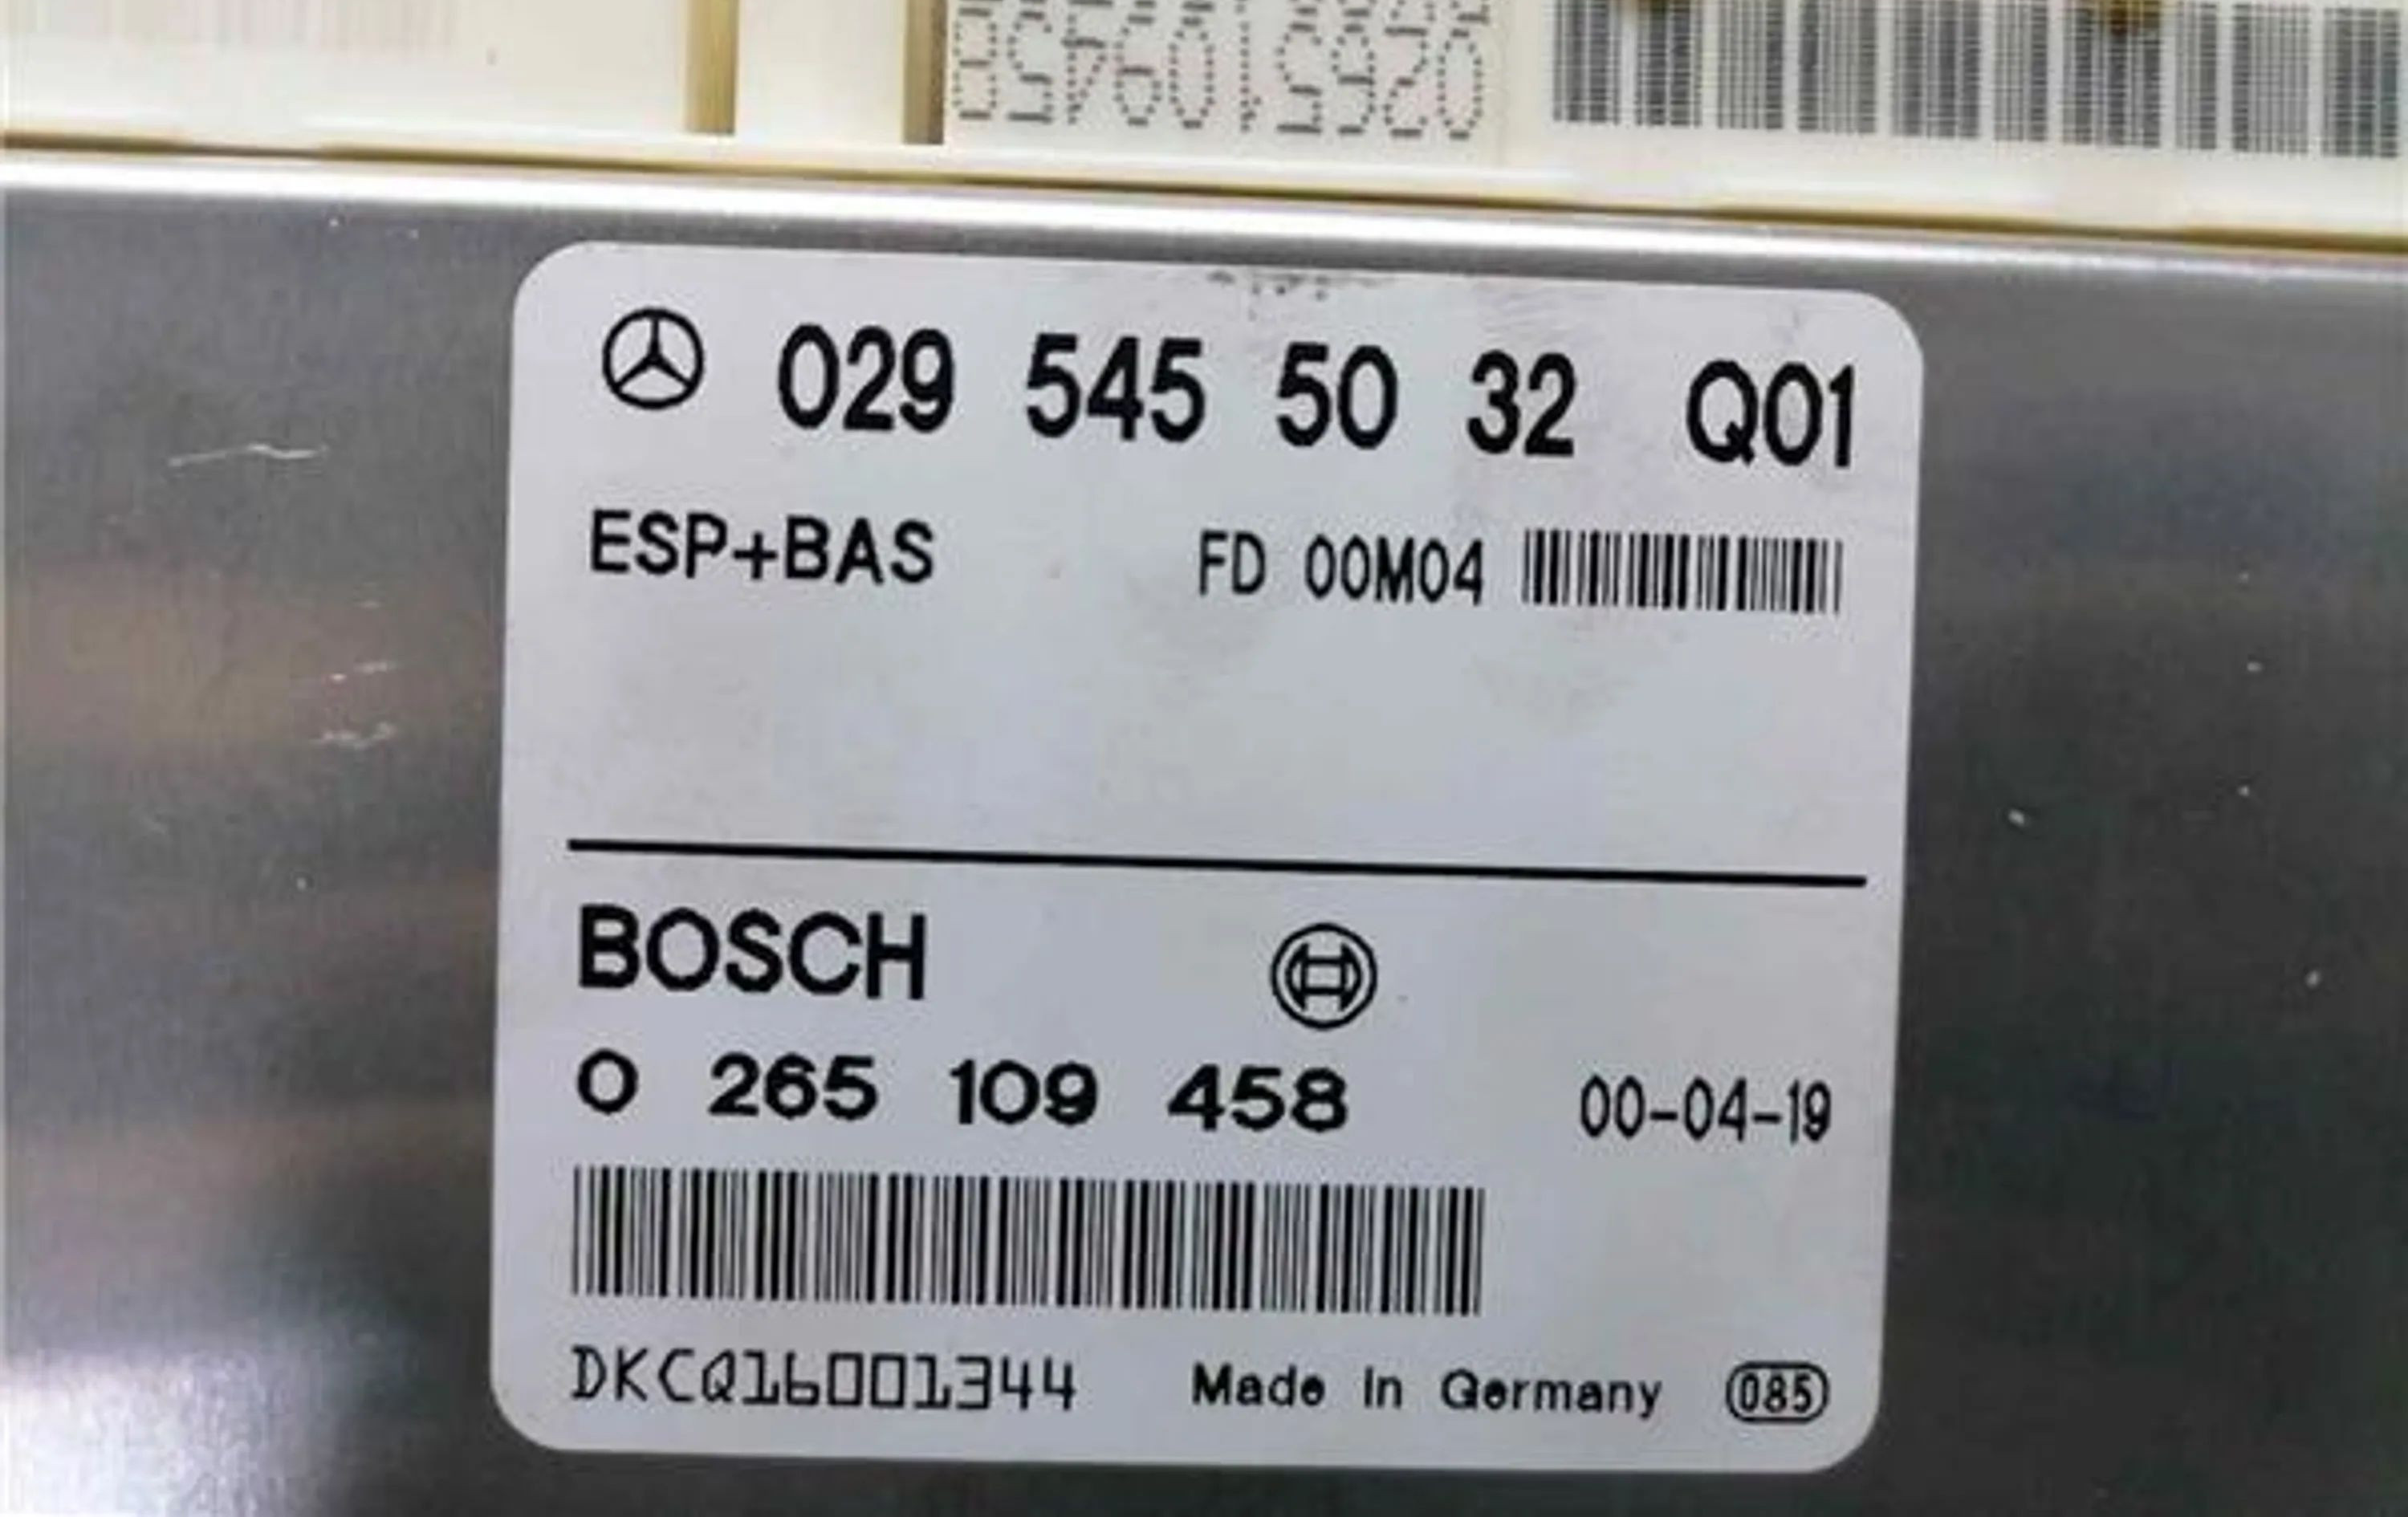 0265109458
029 545 50 32 Q01
ESP+BAS FD 00M04
BOSCH
0 265 109 458 00-04-19
DKCQ16001344 Made in Germany 085